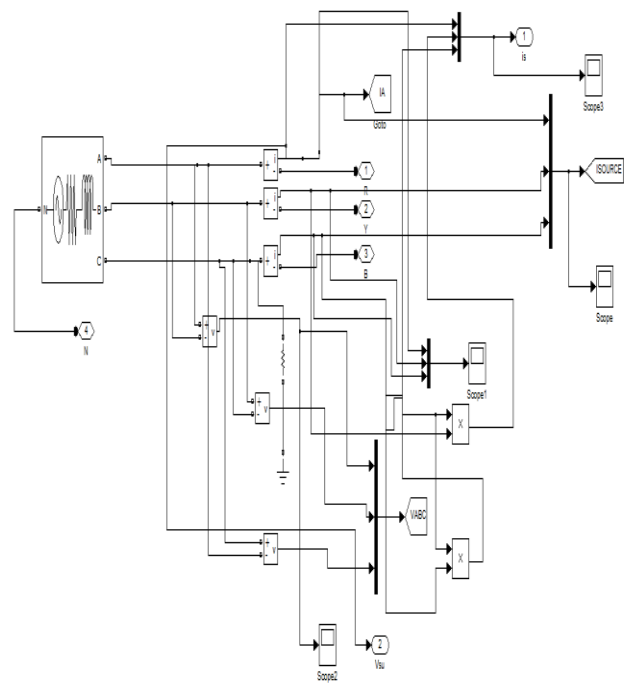 1
is
Scope3
IA
Goto
A
i
+
-
1
R
ISOURCE
N
B
i
+
-
2
Y
C
i
+
-
3
B
Scope
4
N
+
-
v
Scope1
+
-
v
X
VABC
+
-
v
X
2
Vsu
Scope2